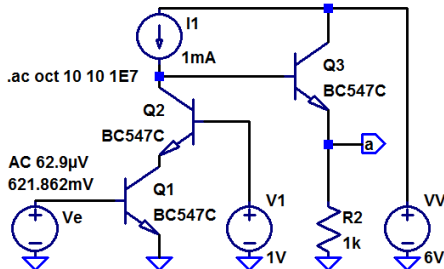 I1
1mA
.ac oct 10 10 1E7
Q3
BC547C
Q2
BC547C
a
AC 62.9µV
621.862mV
Q1
BC547C
Ve
V1
1V
R2
1k
VV
6V